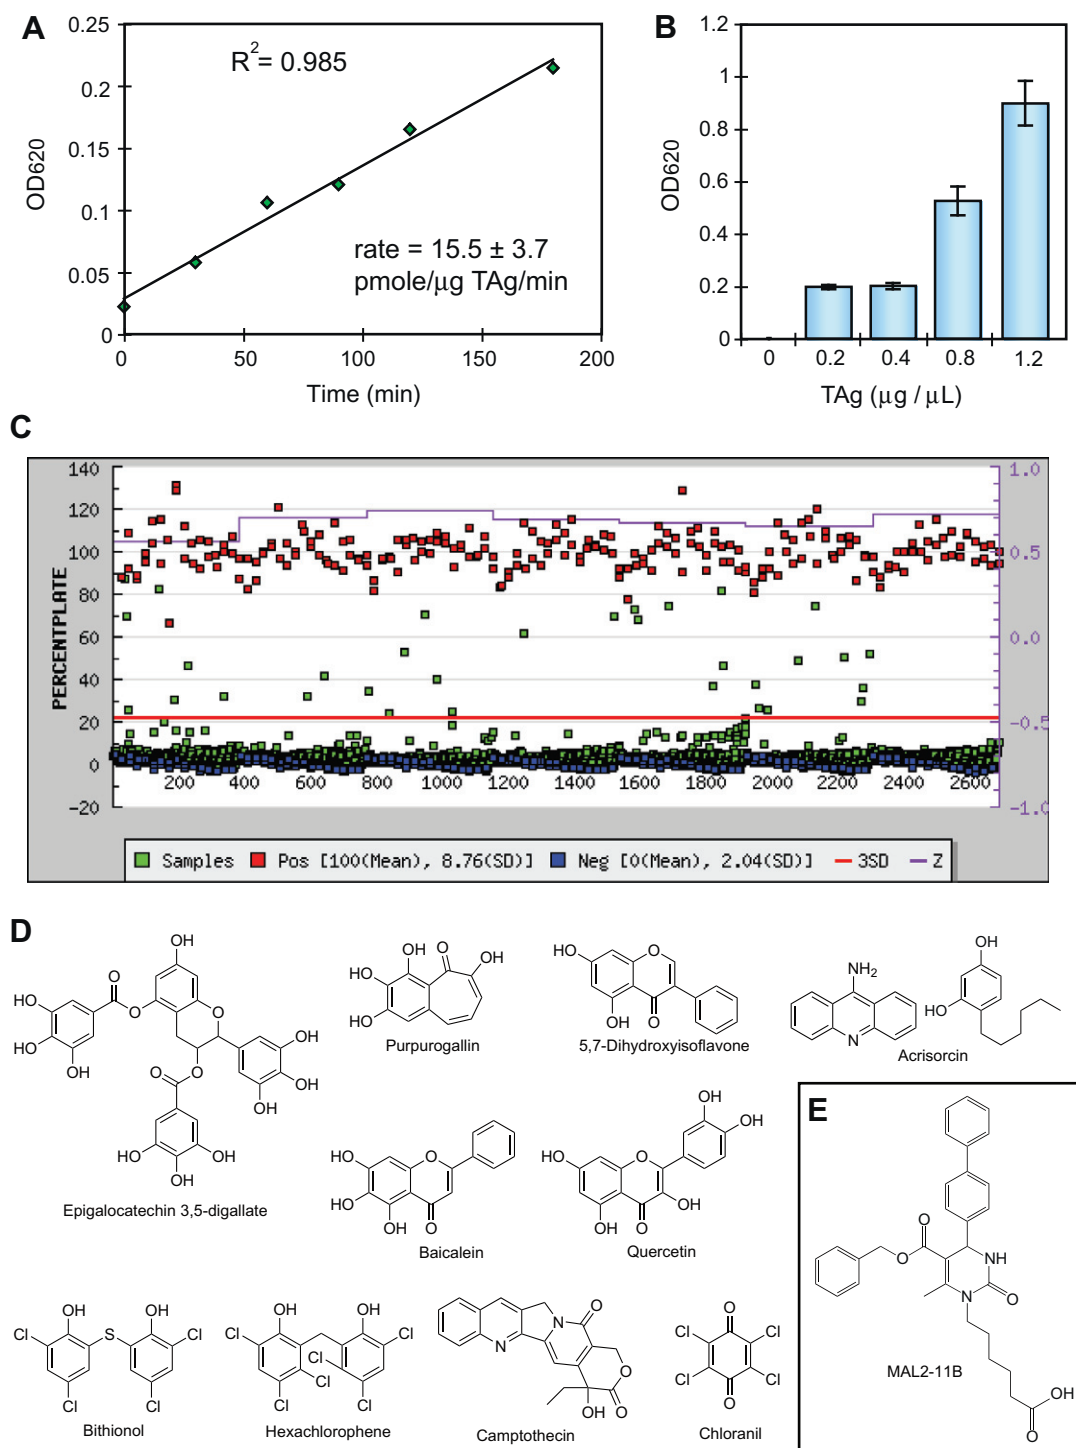 A
0.25
0.2
0.15
0.1
0.05
0
OD620
R2= 0.985
rate = 15.5 ± 3.7
pmole/µg TAg/min
0 50 100 150 200
Time (min)
B
1.2
1
0.8
0.6
0.4
0.2
0
OD620
0 0.2 0.4 0.8 1.2
TAg (µg / µL)
C
140
120
100
80
60
40
20
0
-20
PERCENTPLATE
1.0
0.5
0.0
-0.5
-1.0
200 400 600 800 1000 1200 1400 1600 1800 2000 2200 2400 2600
Samples Pos [100(Mean), 8.76(SD)] Neg [0(Mean), 2.04(SD)] 3SD Z
D
OH
O
HO
O
O
HO
OH
OH
O
O
OH
OH
OH
HO
OH
OH
Epigalocatechin 3,5-digallate
O
OH
OH
HO
HO
Purpurogallin
HO
O
OH
O
5,7-Dihydroxyisoflavone
NH2
N
OH
HO
Acrisorcin
HO
O
HO
OH
O
Baicalein
OH
OH
HO
O
OH
OH
O
Quercetin
OH
OH
Cl
S
Cl
Cl
Cl
Bithionol
OH
OH
Cl
Cl
Cl
Cl
Cl
Cl
Hexachlorophene
O
N
N
O
OH
O
Camptothecin
O
Cl
Cl
Cl
Cl
O
Chloranil
E
O
O
NH
N
O
MAL2-11B
OH
O